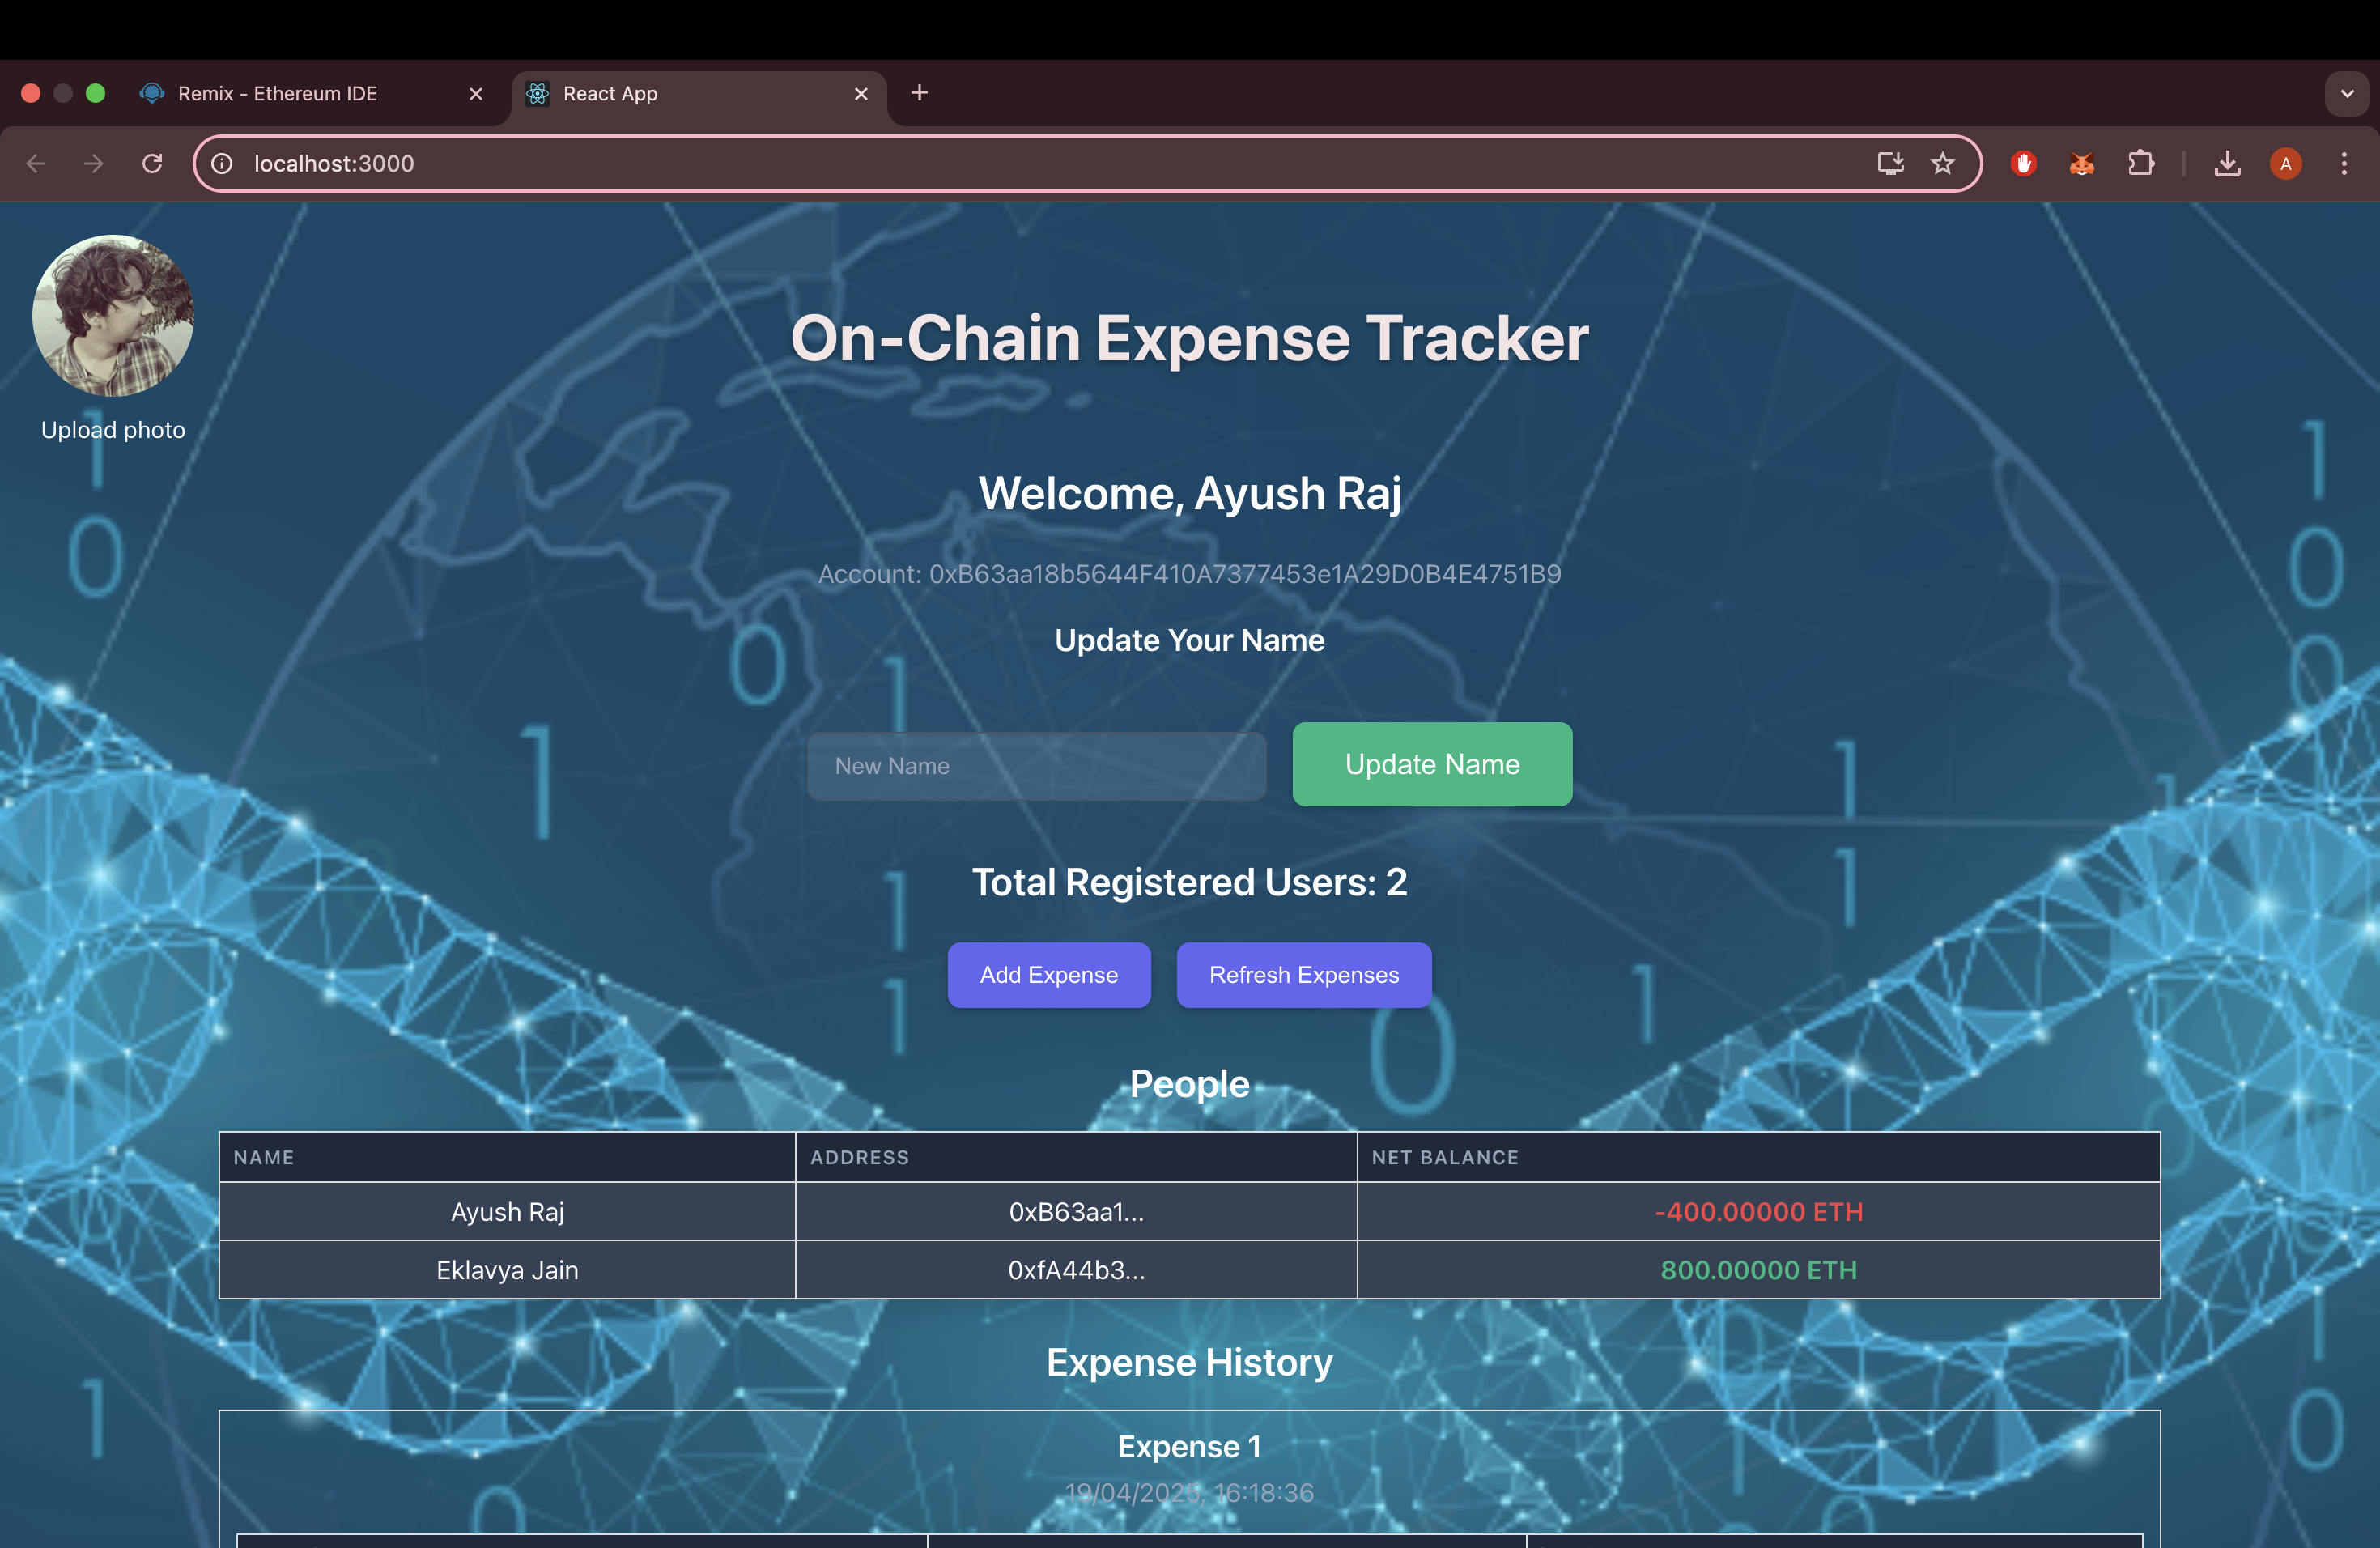 Remix - Ethereum IDE
React App
localhost:3000
A
On-Chain Expense Tracker
Upload photo
Welcome, Ayush Raj
Account: 0xB63aa18b5644F410A7377453e1A29D0B4E4751B9
Update Your Name
New Name
Update Name
Total Registered Users: 2
Add Expense
Refresh Expenses
People
NAME ADDRESS NET BALANCE
Ayush Raj 0xB63aa1... -400.00000 ETH
Eklavya Jain 0xfA44b3... 800.00000 ETH
Expense History
Expense 1
19/04/2025, 16:18:36